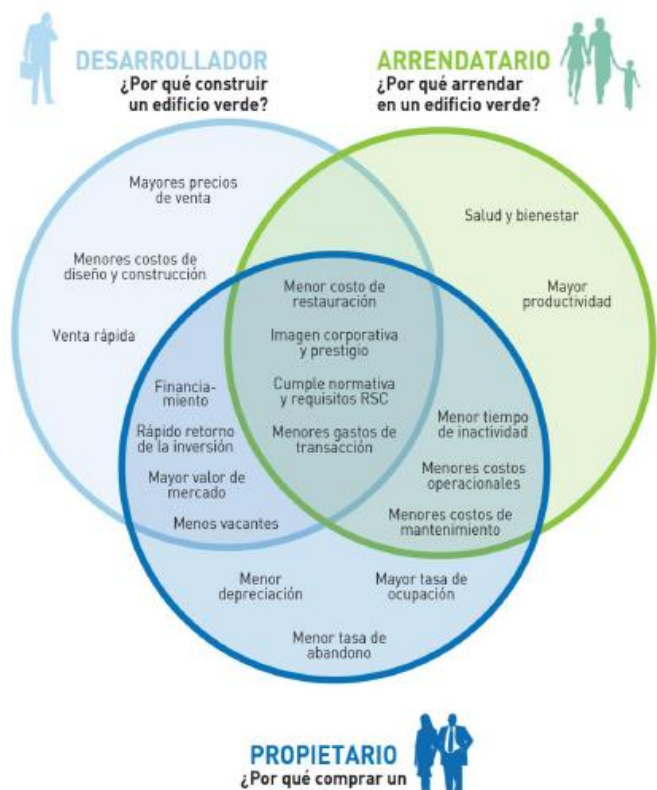 DESARROLLADOR
¿Por qué construir
un edificio verde?
ARRENDATARIO
¿Por qué arrendar
en un edificio verde?
Mayores precios
de venta
Menores costos de
diseño y construcción
Venta rápida
Salud y bienestar
Mayor
productividad
Menor costo de
restauración
Imagen corporativa
y prestigio
Cumple normativa
y requisitos RSC
Menores gastos de
transacción
Financia-
miento
Rápido retorno
de la inversión
Mayor valor de
mercado
Menos vacantes
Menor tiempo
de inactividad
Menores costos
operacionales
Menores costos de
mantenimiento
Menor
depreciación
Mayor tasa de
ocupación
Menor tasa de
abandono
PROPIETARIO
¿Por qué comprar un